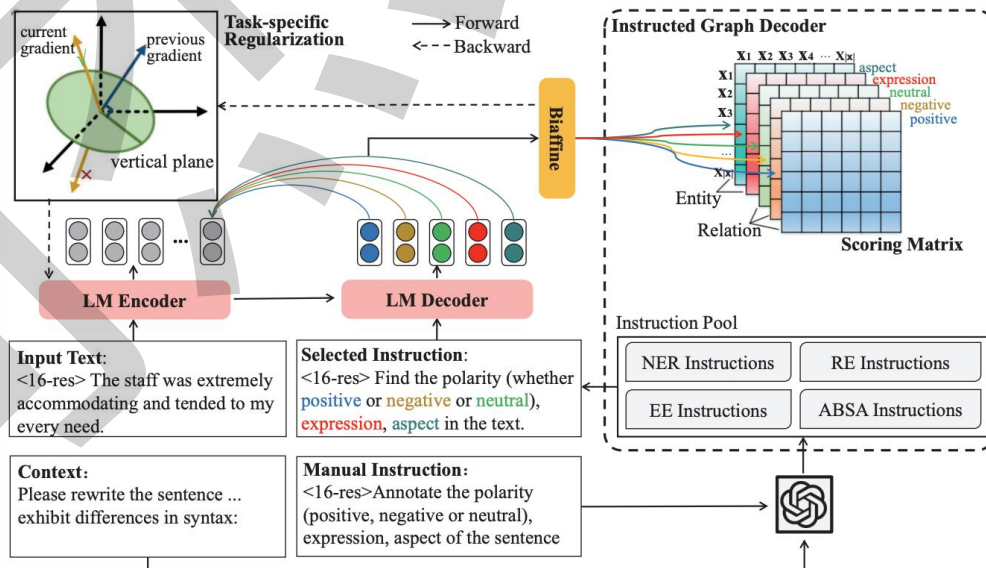 Task-specific
Regularization
current
gradient
previous
gradient
vertical plane
Forward
Backward
Biaffine
Instructed Graph Decoder
X1 X2 X3 X4 ... X|x|
X1
X2
X3
...
X|x|
aspect
expression
neutral
negative
positive
Entity
Relation
Scoring Matrix
...
LM Encoder
LM Decoder
Input Text:
<16-res> The staff was extremely
accommodating and tended to my
every need.
Selected Instruction:
<16-res> Find the polarity (whether
positive or negative or neutral),
expression, aspect in the text.
Instruction Pool
NER Instructions
RE Instructions
EE Instructions
ABSA Instructions
Context:
Please rewrite the sentence ...
exhibit differences in syntax:
Manual Instruction:
<16-res>Annotate the polarity
(positive, negative or neutral),
expression, aspect of the sentence